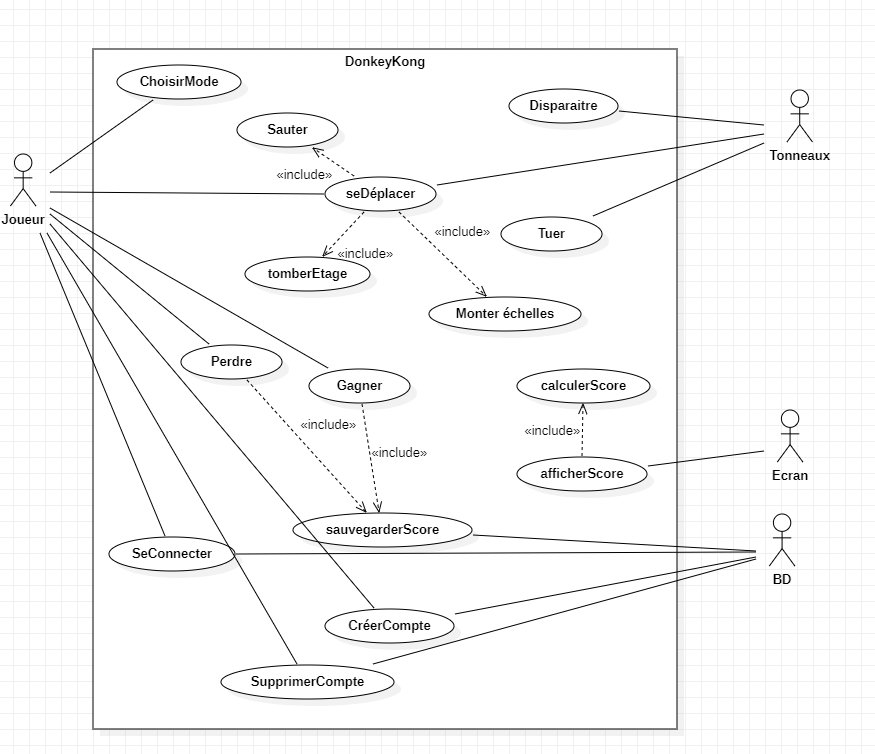 DonkeyKong
ChoisirMode
Disparaitre
Sauter
Tonneaux
«include»
seDéplacer
Joueur
«include»
Tuer
«include»
tomberEtage
Monter échelles
Perdre
Gagner
calculerScore
«include»
«include»
«include»
afficherScore
Ecran
sauvegarderScore
SeConnecter
BD
CréerCompte
SupprimerCompte